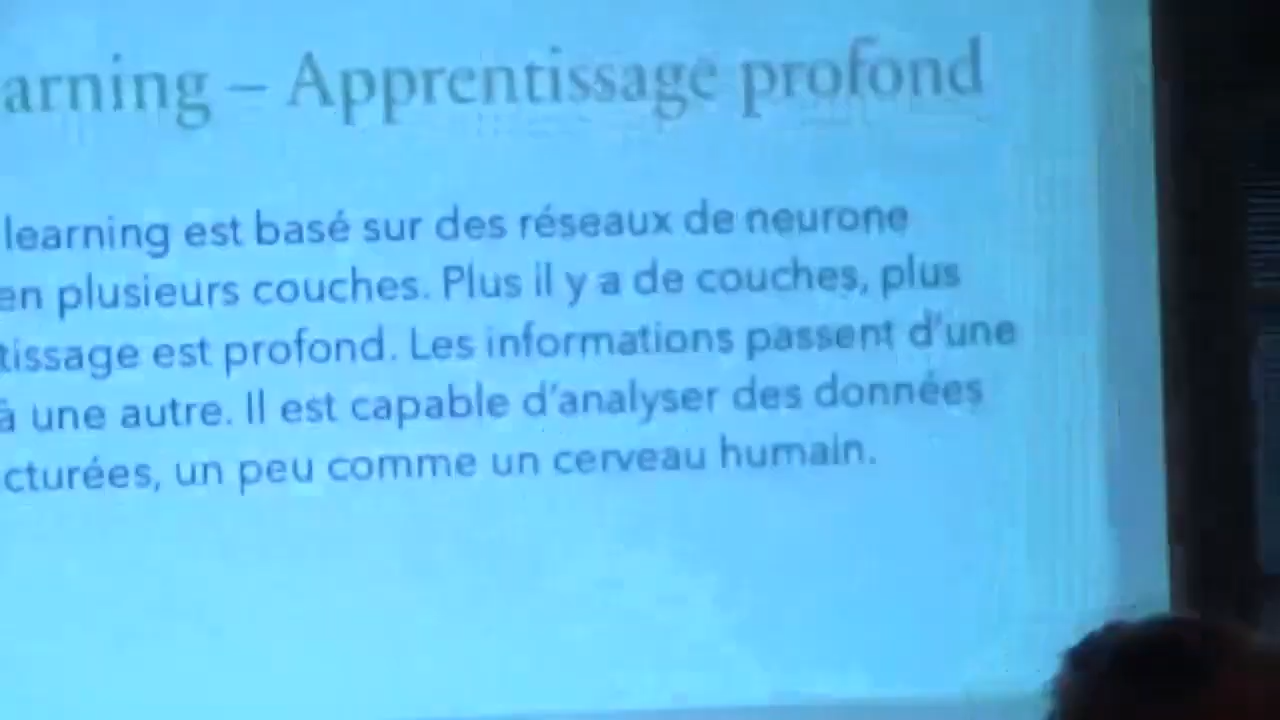 arning – Apprentissage profond
learning est basé sur des réseaux de neurone
en plusieurs couches. Plus il y a de couches, plus
tissage est profond. Les informations passent d'une
à une autre. Il est capable d'analyser des données
cturées, un peu comme un cerveau humain.